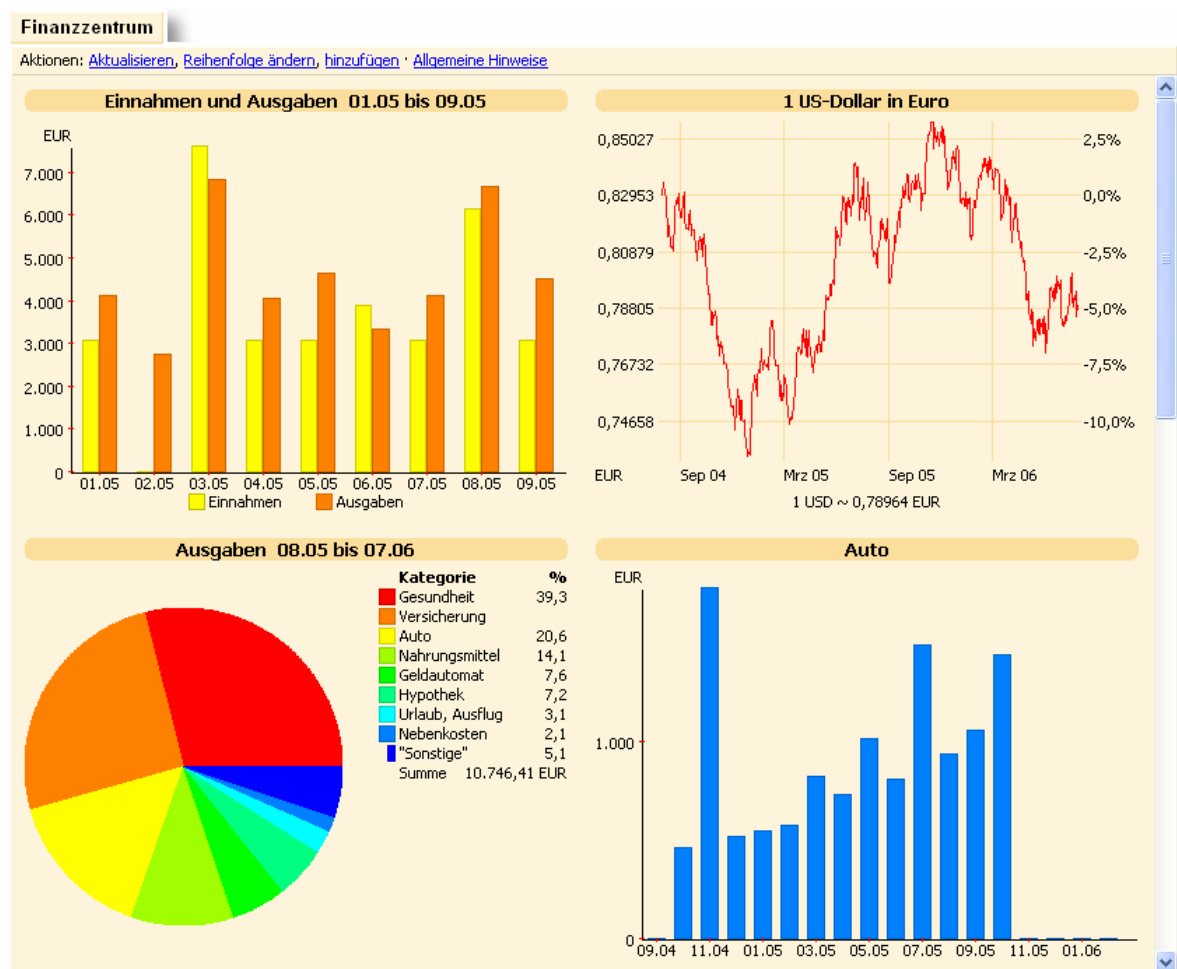 Finanzzentrum
Aktionen: Aktualisieren, Reihenfolge ändern, hinzufügen · Allgemeine Hinweise
Einnahmen und Ausgaben 01.05 bis 09.05
EUR
7.000
6.000
5.000
4.000
3.000
2.000
1.000
0
01.05 02.05 03.05 04.05 05.05 06.05 07.05 08.05 09.05
Einnahmen Ausgaben
1 US-Dollar in Euro
0,85027 2,5%
0,82953 0,0%
0,80879 -2,5%
0,78805 -5,0%
0,76732 -7,5%
0,74658 -10,0%
EUR Sep 04 Mrz 05 Sep 05 Mrz 06
1 USD ~ 0,78964 EUR
Ausgaben 08.05 bis 07.06
Kategorie %
Gesundheit 39,3
Versicherung
Auto 20,6
Nahrungsmittel 14,1
Geldautomat 7,6
Hypothek 7,2
Urlaub, Ausflug 3,1
Nebenkosten 2,1
"Sonstige" 5,1
Summe 10.746,41 EUR
Auto
EUR
1.000
0
09.04 11.04 01.05 03.05 05.05 07.05 09.05 11.05 01.06